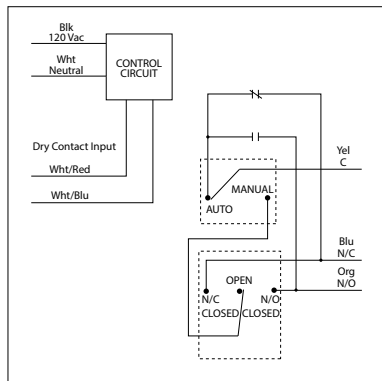 Blk
120 Vac
Wht
Neutral
CONTROL
CIRCUIT
Dry Contact Input
Wht/Red
Wht/Blu
Yel
C
MANUAL
AUTO
Blu
N/C
Org
N/O
OPEN
N/C
N/O
CLOSED
CLOSED